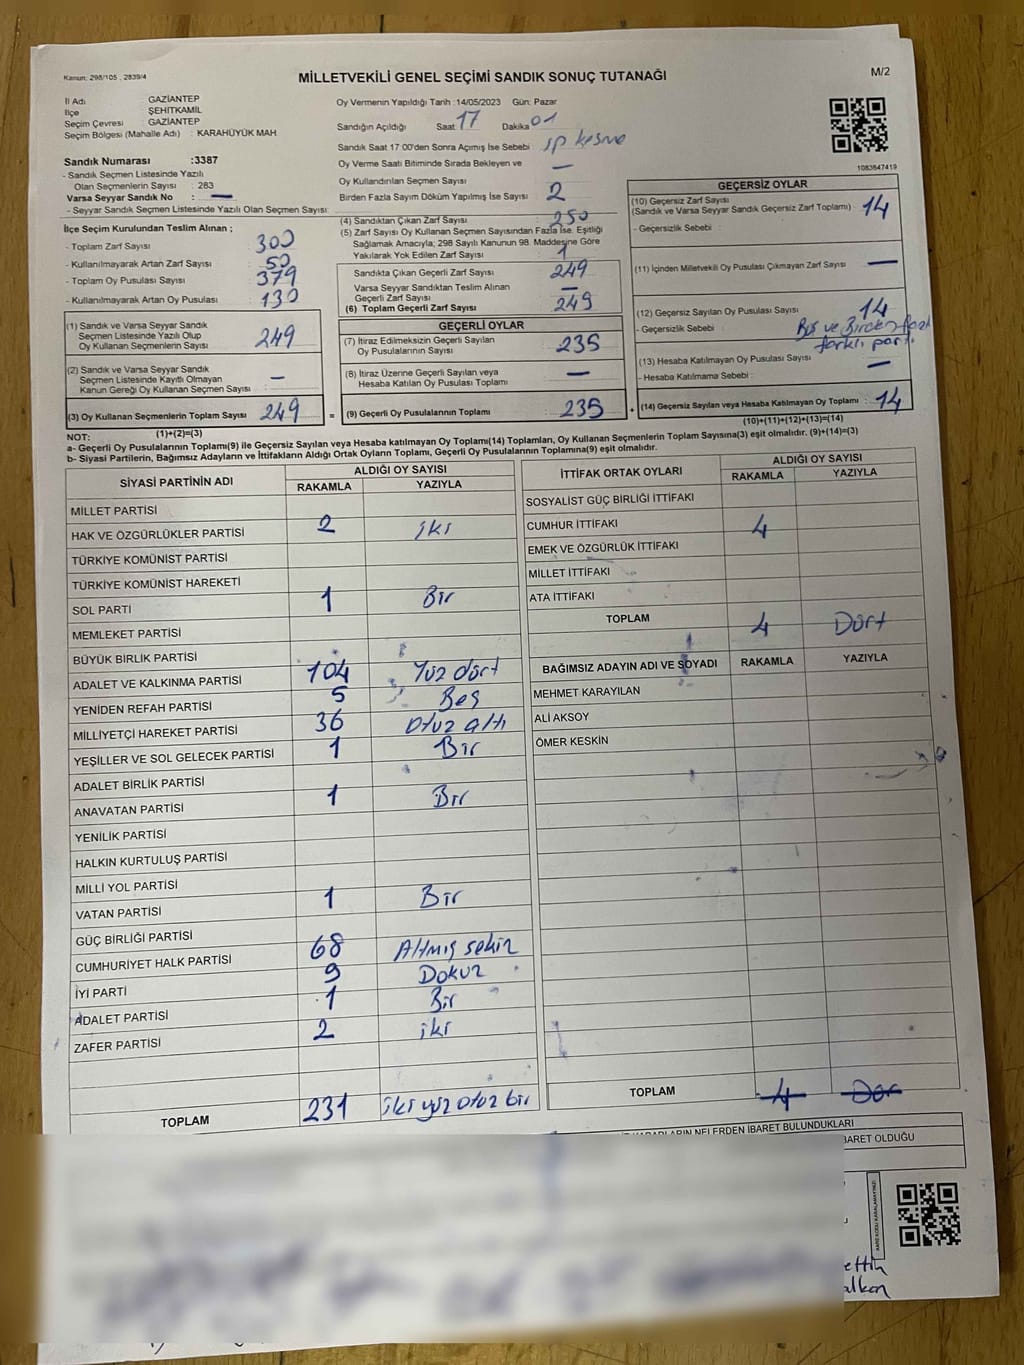 Kanun: 298/105 , 2839/4
MİLLETVEKİLİ GENEL SEÇİMİ SANDIK SONUÇ TUTANAĞI
M/2
İl Adı GAZİANTEP
İlçe ŞEHİTKAMİL
Seçim Çevresi GAZİANTEP
Seçim Bölgesi (Mahalle Adı) : KARAHÜYÜK MAH.
Sandık Numarası :3387
- Sandık Seçmen Listesinde Yazılı
Olan Seçmenlerin Sayısı : 283
Varsa Seyyar Sandık No : —
- Seyyar Sandık Seçmen Listesinde Yazılı Olan Seçmen Sayısı:
Oy Vermenin Yapıldığı Tarih :14/05/2023 Gün: Pazar
Sandığın Açıldığı Saat 17 Dakika 01
Sandık Saat 17:00'den Sonra Açımış İse Sebebi : ıp kesme
Oy Verme Saati Bitiminde Sırada Bekleyen ve —
Oy Kullandırılan Seçmen Sayısı
Birden Fazla Sayım Döküm Yapılmış İse Sayısı : 2
1083647419
İlçe Seçim Kurulundan Teslim Alınan ;
- Toplam Zarf Sayısı 300
- Kullanılmayarak Artan Zarf Sayısı : 50
- Toplam Oy Pusulası Sayısı 379
- Kullanılmayarak Artan Oy Pusulası : 130
(4) Sandıktan Çıkan Zarf Sayısı : 250
(5) Zarf Sayısı Oy Kullanan Seçmen Sayısından Fazla İse, Eşitliği
Sağlamak Amacıyla; 298 Sayılı Kanunun 98. Maddesine Göre
Yakılarak Yok Edilen Zarf Sayısı : 1
Sandıkta Çıkan Geçerli Zarf Sayısı : 249
Varsa Seyyar Sandıktan Teslim Alınan
Geçerli Zarf Sayısı : —
(6) Toplam Geçerli Zarf Sayısı : 249
GEÇERSİZ OYLAR
(10) Geçersiz Zarf Sayısı
(Sandık ve Varsa Seyyar Sandık Geçersiz Zarf Toplamı) : 14
- Geçersizlik Sebebi :
(11) İçinden Milletvekili Oy Pusulası Çıkmayan Zarf Sayısı : —
(12) Geçersiz Sayılan Oy Pusulası Sayısı : 14
- Geçersizlik Sebebi : Boş ve Birden fazl
farklı parti
(13) Hesaba Katılmayan Oy Pusulası Sayısı : —
- Hesaba Katılmama Sebebi :
(14) Geçersiz Sayılan veya Hesaba Katılmayan Oy Toplamı : 14
(10)+(11)+(12)+(13)=(14)
(1) Sandık ve Varsa Seyyar Sandık
Seçmen Listesinde Yazılı Olup
Oy Kullanan Seçmenlerin Sayısı : 249
(2) Sandık ve Varsa Seyyar Sandık
Seçmen Listesinde Kayıtlı Olmayan
Kanun Gereği Oy Kullanan Seçmen Sayısı : —
(3) Oy Kullanan Seçmenlerin Toplam Sayısı : 249 =
(1)+(2)=(3)
GEÇERLİ OYLAR
(7) İtiraz Edilmeksizin Geçerli Sayılan
Oy Pusulalarının Sayısı : 235
(8) İtiraz Üzerine Geçerli Sayılan veya
Hesaba Katılan Oy Pusulası Toplamı : —
(9) Geçerli Oy Pusulalarının Toplamı : 235 +
NOT:
a- Geçerli Oy Pusulalarının Toplamı(9) ile Geçersiz Sayılan veya Hesaba katılmayan Oy Toplamı(14) Toplamları, Oy Kullanan Seçmenlerin Toplam Sayısına(3) eşit olmalıdır. (9)+(14)=(3)
b- Siyasi Partilerin, Bağımsız Adayların ve İttifakların Aldığı Ortak Oyların Toplamı, Geçerli Oy Pusulalarının Toplamına(9) eşit olmalıdır.
SİYASİ PARTİNİN ADI ALDIĞI OY SAYISI
RAKAMLA YAZIYLA
MİLLET PARTİSİ
HAK VE ÖZGÜRLÜKLER PARTİSİ 2 iki
TÜRKİYE KOMÜNİST PARTİSİ
TÜRKİYE KOMÜNİST HAREKETİ
SOL PARTİ 1 Bir
MEMLEKET PARTİSİ
BÜYÜK BİRLİK PARTİSİ
ADALET VE KALKINMA PARTİSİ 104 Yüz dört
YENİDEN REFAH PARTİSİ 5 Beş
MİLLİYETÇİ HAREKET PARTİSİ 36 Otuz altı
YEŞİLLER VE SOL GELECEK PARTİSİ 1 Bir
ADALET BİRLİK PARTİSİ
ANAVATAN PARTİSİ 1 Bir
YENİLİK PARTİSİ
HALKIN KURTULUŞ PARTİSİ
MİLLİ YOL PARTİSİ
VATAN PARTİSİ 1 Bir
GÜÇ BİRLİĞİ PARTİSİ
CUMHURİYET HALK PARTİSİ 68 Altmış sekiz
İYİ PARTİ 9 Dokuz
ADALET PARTİSİ 1 Bir
ZAFER PARTİSİ 2 iki
TOPLAM 231 iki yüz otuz bir
İTTİFAK ORTAK OYLARI ALDIĞI OY SAYISI
RAKAMLA YAZIYLA
SOSYALİST GÜÇ BİRLİĞİ İTTİFAKI
CUMHUR İTTİFAKI 4
EMEK VE ÖZGÜRLÜK İTTİFAKI
MİLLET İTTİFAKI
ATA İTTİFAKI
TOPLAM 4 Dört
BAĞIMSIZ ADAYIN ADI VE SOYADI RAKAMLA YAZIYLA
MEHMET KARAYILAN
ALİ AKSOY
ÖMER KESKİN
TOPLAM 4 Dör
KARARLARIN NELERDEN İBARET BULUNDUKLARI
BARET OLDUĞU
ettin
alkan